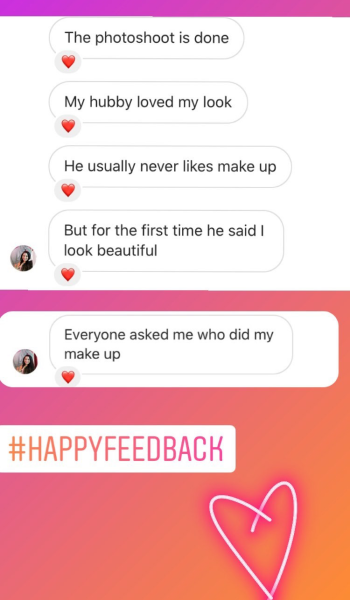 The photoshoot is done
My hubby loved my look
He usually never likes make up
But for the first time he said I
look beautiful
Everyone asked me who did my
make up
#HAPPYFEEDBACK